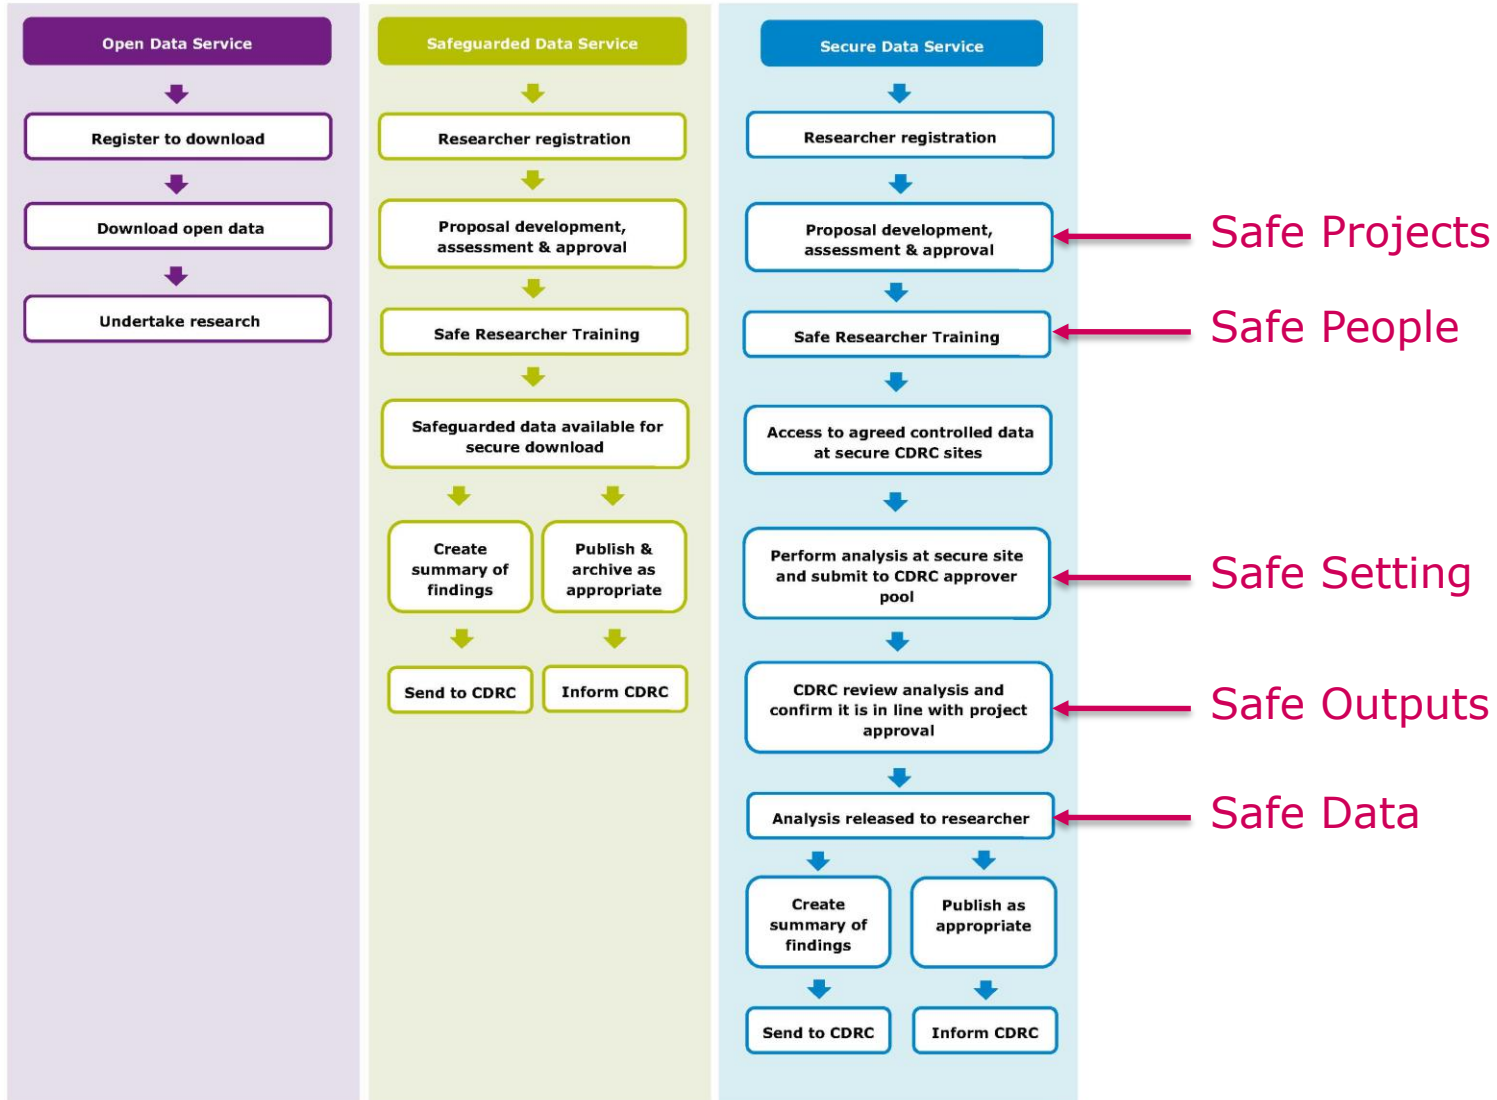 Open Data Service
Register to download
Download open data
Undertake research
Safeguarded Data Service
Researcher registration
Proposal development,
assessment & approval
Safe Researcher Training
Safeguarded data available for
secure download
Create
summary of
findings
Publish &
archive as
appropriate
Send to CDRC
Inform CDRC
Secure Data Service
Researcher registration
Proposal development,
assessment & approval
Safe Researcher Training
Access to agreed controlled data
at secure CDRC sites
Perform analysis at secure site
and submit to CDRC approver
pool
CDRC review analysis and
confirm it is in line with project
approval
Analysis released to researcher
Create
summary of
findings
Publish as
appropriate
Send to CDRC
Inform CDRC
Safe Projects
Safe People
Safe Setting
Safe Outputs
Safe Data